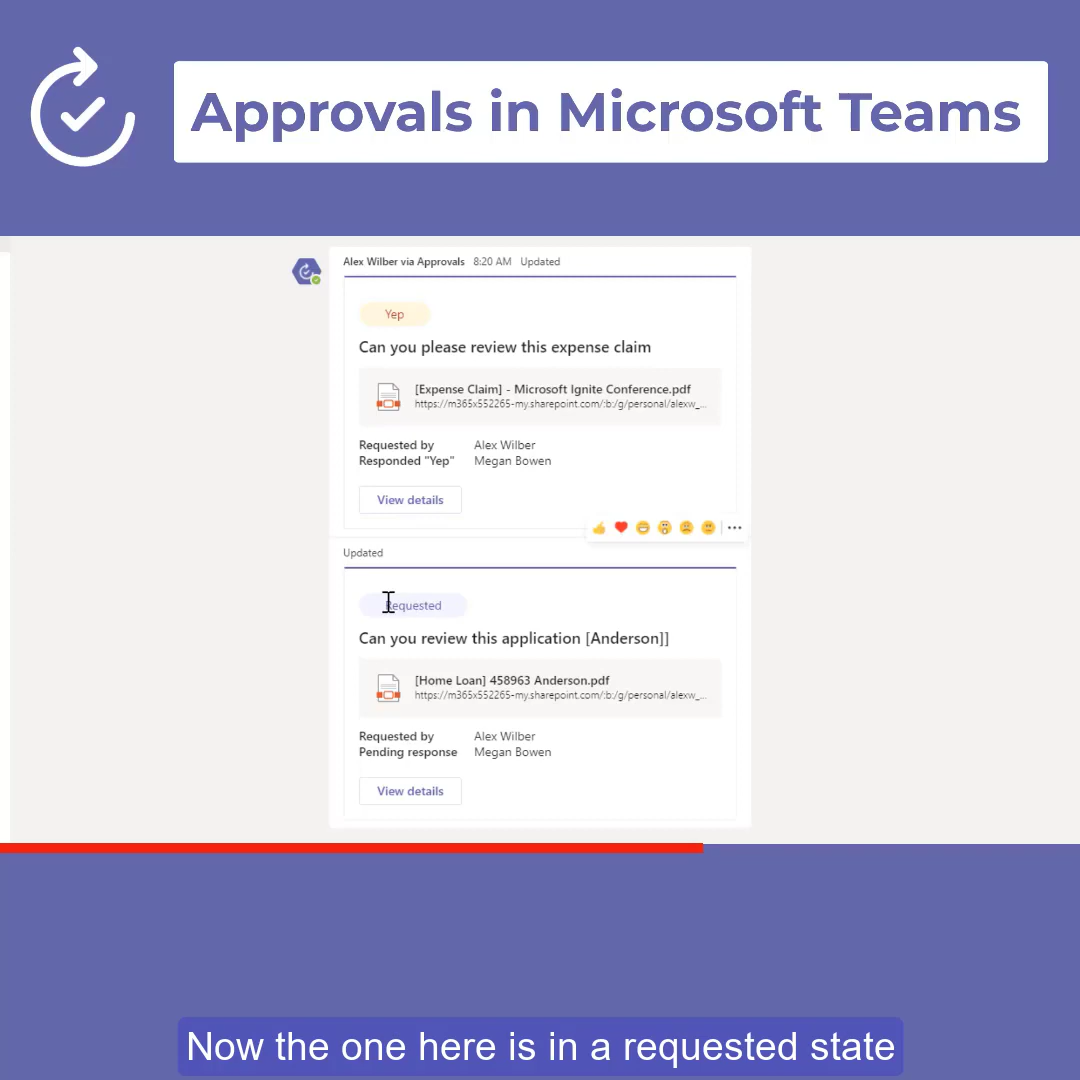 Approvals in Microsoft Teams
Alex Wilber via Approvals 8:20 AM Updated
Yep
Can you please review this expense claim
[Expense Claim] - Microsoft Ignite Conference.pdf
https://m365x552265-my.sharepoint.com/:b:/g/personal/alexw_...
Requested by Alex Wilber
Responded "Yep" Megan Bowen
View details
Updated
Requested
Can you review this application [Anderson]]
[Home Loan] 458963 Anderson.pdf
https://m365x552265-my.sharepoint.com/:b:/g/personal/alexw_...
Requested by Alex Wilber
Pending response Megan Bowen
View details
Now the one here is in a requested state